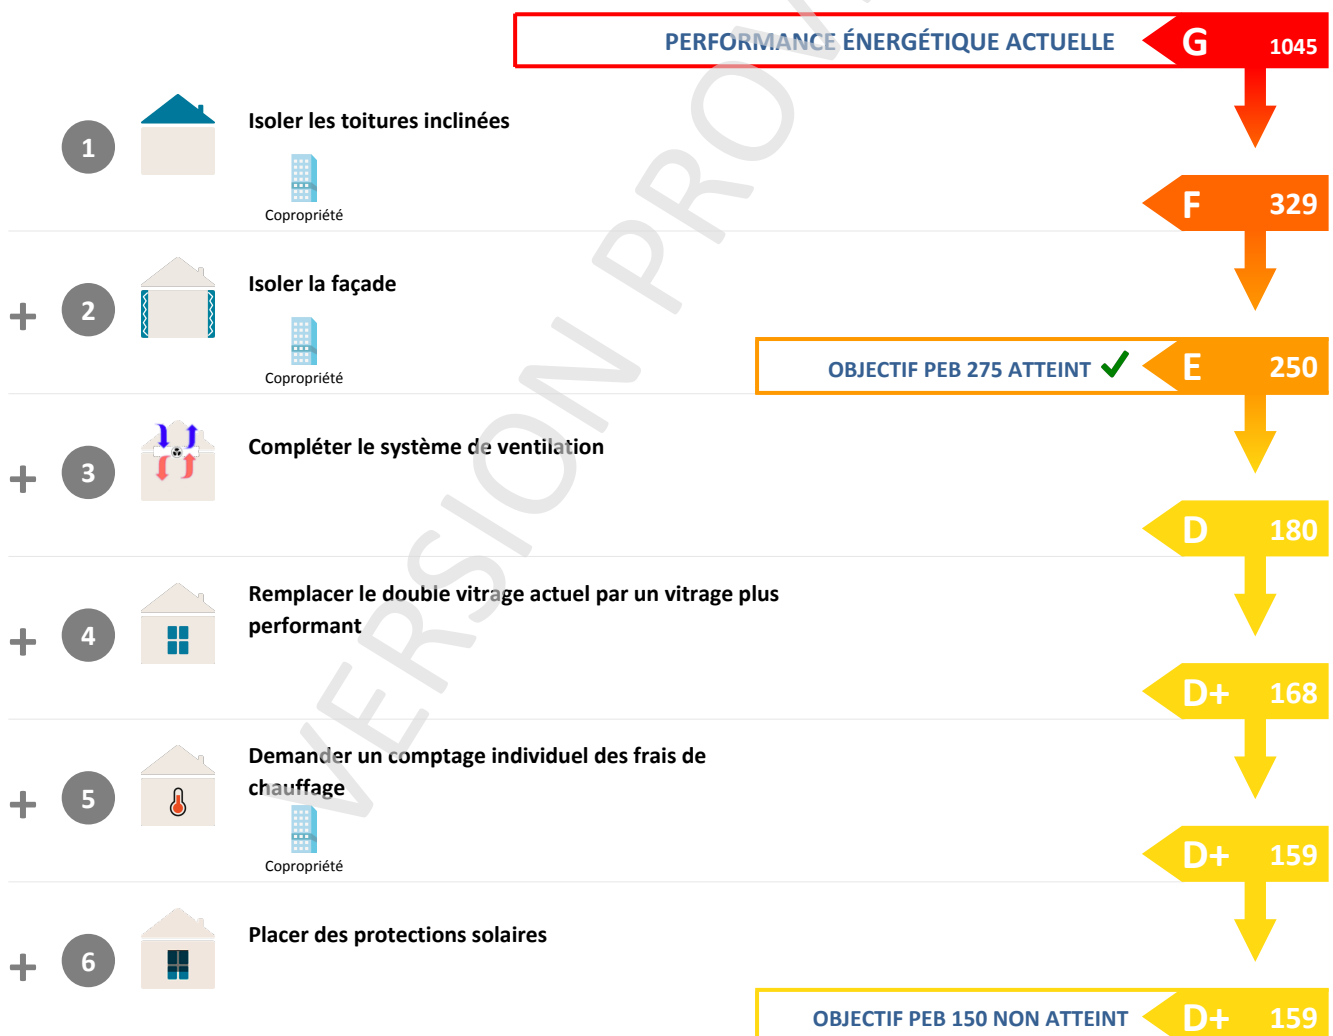 PERFORMANCE ÉNERGÉTIQUE ACTUELLE G 1045
1 Isoler les toitures inclinées
Copropriété
F 329
+ 2 Isoler la façade
Copropriété
OBJECTIF PEB 275 ATTEINT ✓ E 250
+ 3 Compléter le système de ventilation
D 180
+ 4 Remplacer le double vitrage actuel par un vitrage plus
performant
D+ 168
+ 5 Demander un comptage individuel des frais de
chauffage
Copropriété
D+ 159
+ 6 Placer des protections solaires
OBJECTIF PEB 150 NON ATTEINT D+ 159
VERSION PROV